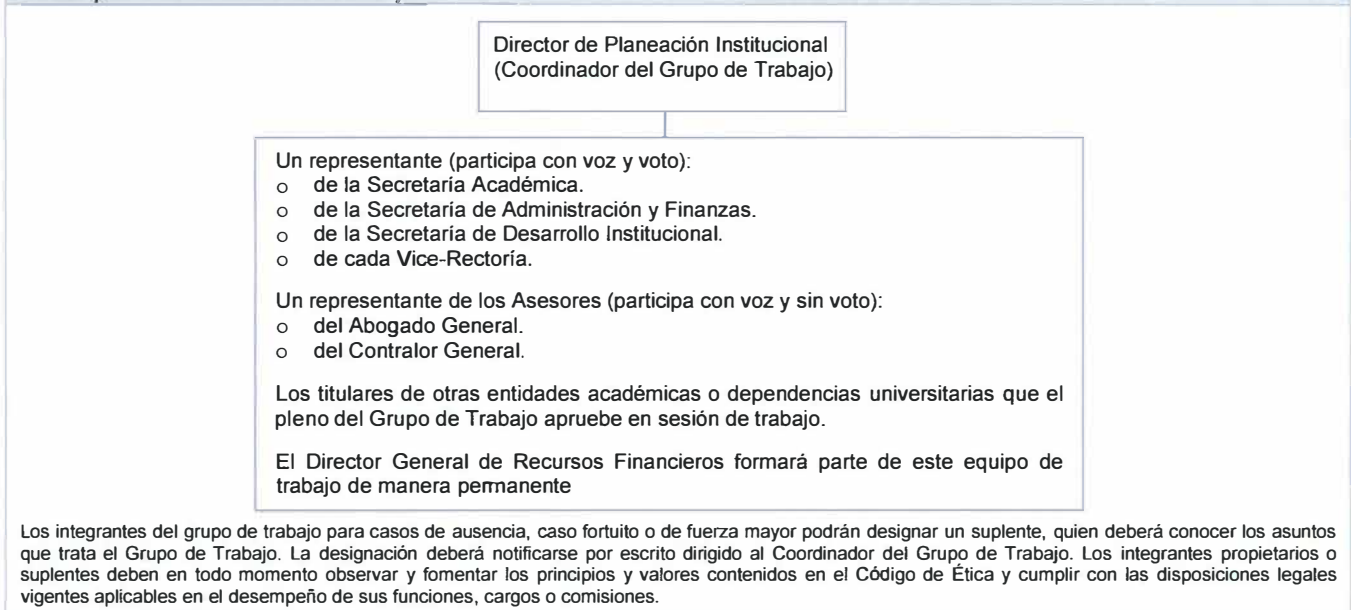 Director de Planeación Institucional
(Coordinador del Grupo de Trabajo)
Un representante (participa con voz y voto):
o de la Secretaría Académica.
o de la Secretaría de Administración y Finanzas.
o de la Secretaría de Desarrollo Institucional.
o de cada Vice-Rectoría.
Un representante de los Asesores (participa con voz y sin voto):
o del Abogado General.
o del Contralor General.
Los titulares de otras entidades académicas o dependencias universitarias que el
pleno del Grupo de Trabajo apruebe en sesión de trabajo.
El Director General de Recursos Financieros formará parte de este equipo de
trabajo de manera permanente
Los integrantes del grupo de trabajo para casos de ausencia, caso fortuito o de fuerza mayor podrán designar un suplente, quien deberá conocer los asuntos
que trata el Grupo de Trabajo. La designación deberá notificarse por escrito dirigido al Coordinador del Grupo de Trabajo. Los integrantes propietarios o
suplentes deben en todo momento observar y fomentar los principios y valores contenidos en el Código de Ética y cumplir con las disposiciones legales
vigentes aplicables en el desempeño de sus funciones, cargos o comisiones.